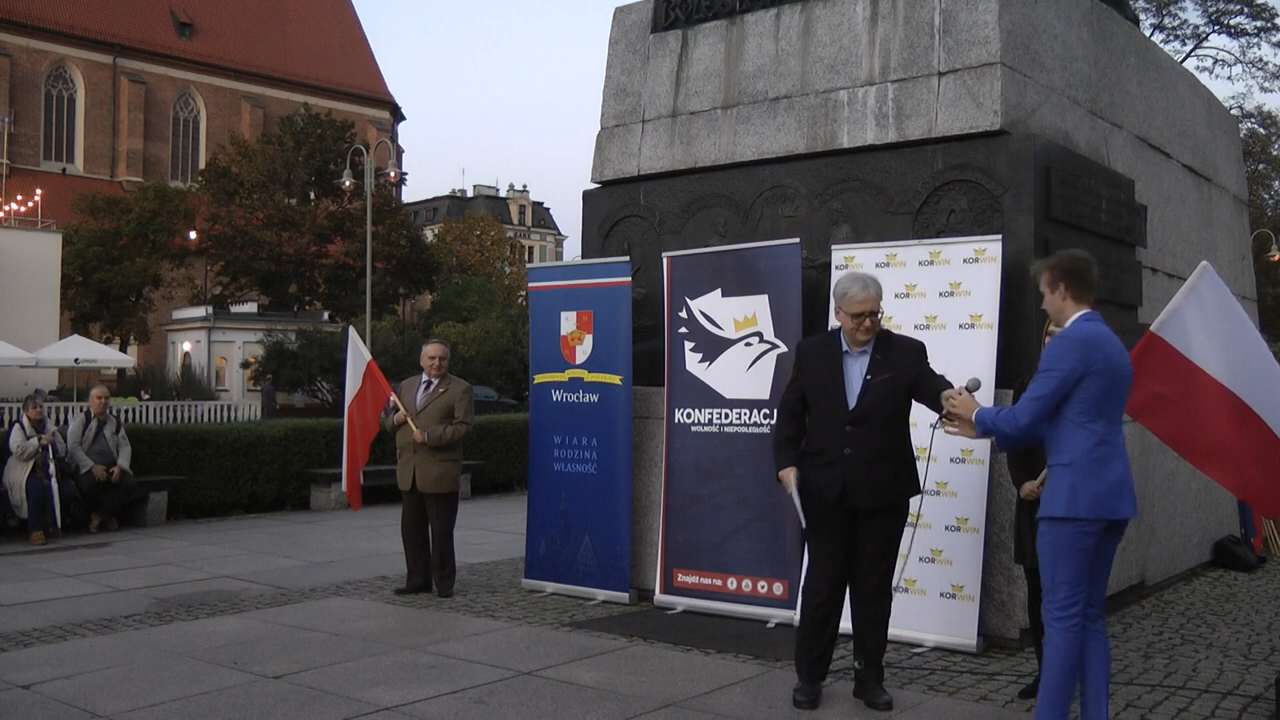 BANK
Wrocław
WIARA
RODZINA
WŁASNOŚĆ
KONFEDERACJ
WOLNOŚĆ I NIEPODLEGŁOŚĆ
Znajdź nas na:
KORWIN KORWIN KORWIN KORWIN
KORWIN KORWIN
KORWIN KORWIN
KORWIN
KORWIN
KORWIN
KORWIN
KORWIN
KORWIN KORWIN